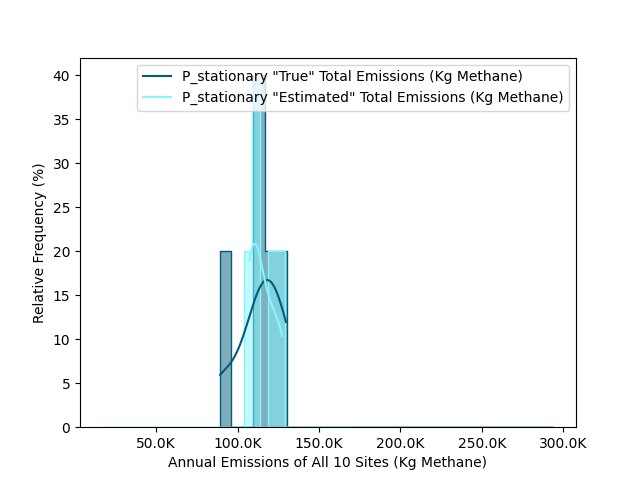 P_stationary "True" Total Emissions (Kg Methane)
P_stationary "Estimated" Total Emissions (Kg Methane)
40
35
30
25
20
15
10
5
0
Relative Frequency (%)
50.0K 100.0K 150.0K 200.0K 250.0K 300.0K
Annual Emissions of All 10 Sites (Kg Methane)